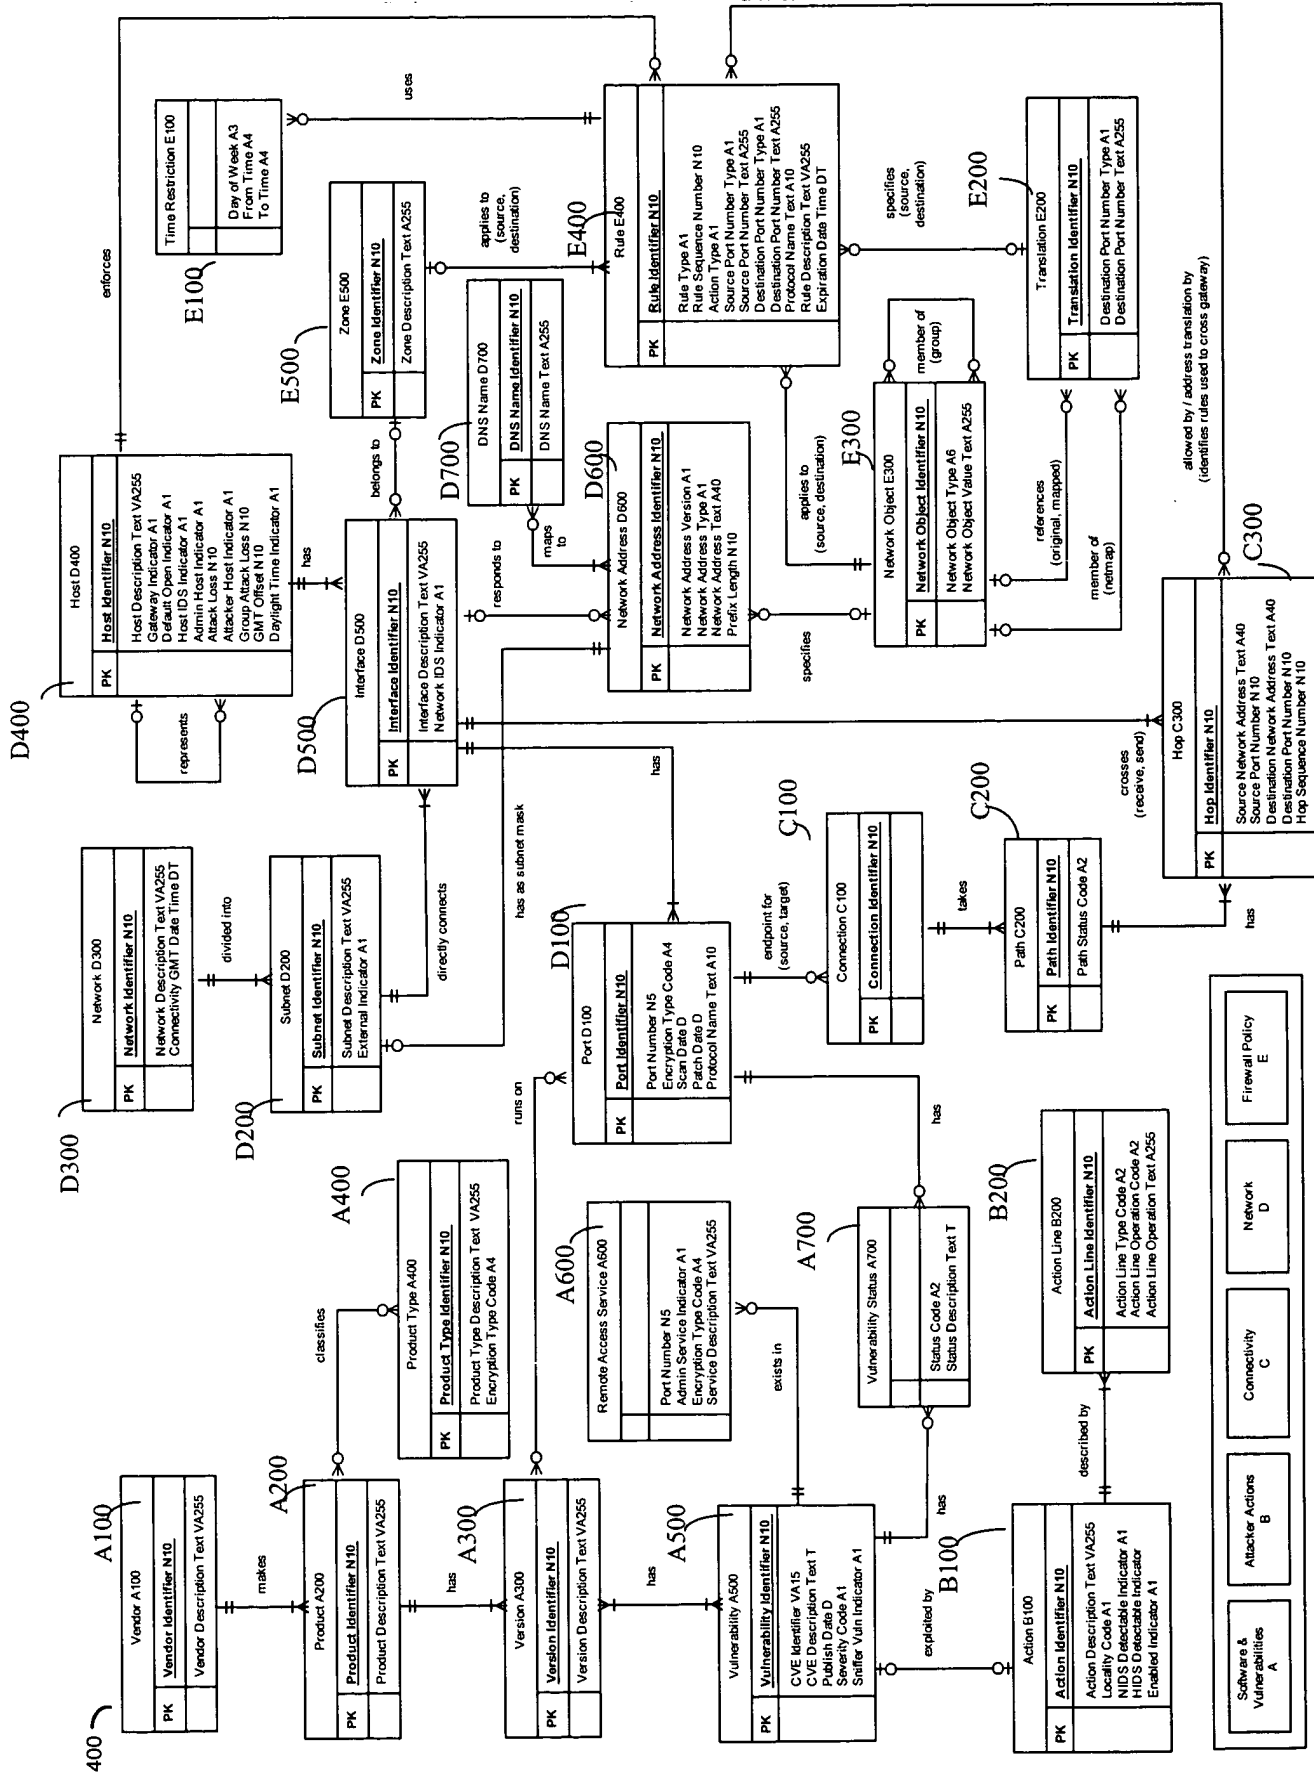 400
A100
Vendor A100
PK
Vendor Identifier N10
Vendor Description Text VA255
makes
A200
Product A200
PK
Product Identifier N10
Product Description Text VA255
classifies
A400
Product Type A400
PK
Product Type Identifier N10
Product Type Description Text VA255
Encryption Type Code A4
has
A300
Version A300
PK
Version Identifier N10
Version Description Text VA255
runs on
has
A500
Vulnerability A500
PK
Vulnerability Identifier N10
CVE Identifier VA15
CVE Description Text T
Publish Date D
Severity Code A1
Sniffer Vuln Indicator A1
exists in
A600
Remote Access Service A600
Port Number N5
Admin Service Indicator A1
Encryption Type Code A4
Service Description Text VA255
has
A700
Vulnerability Status A700
Status Code A2
Status Description Text T
exploited by
B100
Action B100
PK
Action Identifier N10
Action Description Text VA255
Locality Code A1
NIDS Detectable Indicator A1
HIDS Detectable Indicator
Enabled Indicator A1
described by
B200
Action Line B200
PK
Action Line Identifier N10
Action Line Type Code A2
Action Line Operation Code A2
Action Line Operation Text A255
D300
Network D300
PK
Network Identifier N10
Network Description Text VA255
Connectivity GMT Date Time DT
divided into
D200
Subnet D200
PK
Subnet Identifier N10
Subnet Description Text VA255
External Indicator A1
directly connects
has as subnet mask
D100
Port D100
PK
Port Identifier N10
Port Number N5
Encryption Type Code A4
Scan Date D
Patch Date D
Protocol Name Text A10
has
endpoint for
(source, target)
C100
Connection C100
PK
Connection Identifier N10
takes
C200
Path C200
PK
Path Identifier N10
Path Status Code A2
has
D400
Host D400
PK
Host Identifier N10
Host Description Text VA255
Gateway Indicator A1
Default Open Indicator A1
Host IDS Indicator A1
Admin Host Indicator A1
Attack Loss N10
Attacker Host Indicator A1
Group Attack Loss N10
GMT Offset N10
Daylight Time Indicator A1
represents
has
enforces
D500
Interface D500
PK
Interface Identifier N10
Interface Description Text VA255
Network IDS Indicator A1
belongs to
responds to
has
crosses
(receive, send)
C300
Hop C300
PK
Hop Identifier N10
Source Network Address Text A40
Source Port Number N10
Destination Network Address Text A40
Destination Port Number N10
Hop Sequence Number N10
D600
Network Address D600
PK
Network Address Identifier N10
Network Address Version A1
Network Address Type A1
Network Address Text A40
Prefix Length N10
specifies
D700
DNS Name D700
PK
DNS Name Identifier N10
DNS Name Text A255
maps
to
E500
Zone E500
PK
Zone Identifier N10
Zone Description Text A255
applies to
(source,
destination)
E100
Time Restriction E100
Day of Week A3
From Time A4
To Time A4
uses
E400
Rule E400
PK
Rule Identifier N10
Rule Type A1
Rule Sequence Number N10
Action Type A1
Source Port Number Type A1
Source Port Number Text A255
Destination Port Number Type A1
Destination Port Number Text A255
Protocol Name Text A10
Rule Description Text VA255
Expiration Date Time DT
applies to
(source, destination)
specifies
(source,
destination)
E300
Network Object E300
PK
Network Object Identifier N10
Network Object Type A6
Network Object Value Text A255
member of
(group)
references
(original, mapped)
member of
(netmap)
E200
Translation E200
PK
Translation Identifier N10
Destination Port Number Type A1
Destination Port Number Text A255
allowed by / address translation by
(identifies rules used to cross gateway)
Software &
Vulnerabilities
A
Attacker Actions
B
Connectivity
C
Network
D
Firewall Policy
E